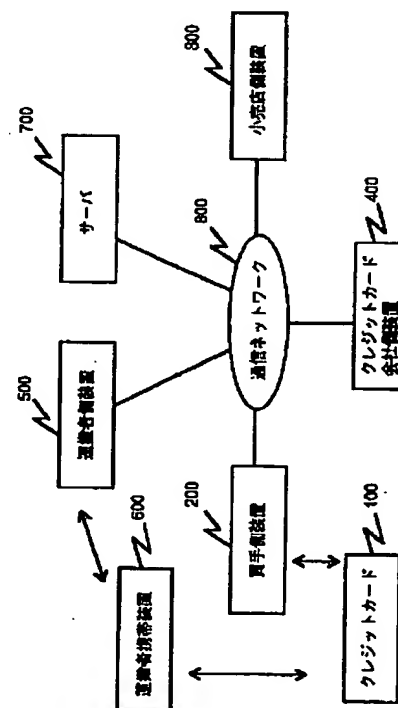 500
運搬者側装置
700
サーバ
600
運搬者携帯装置
200
買手側装置
800
通信ネットワーク
800
小売店側装置
100
クレジットカード
400
クレジットカード
会社側装置